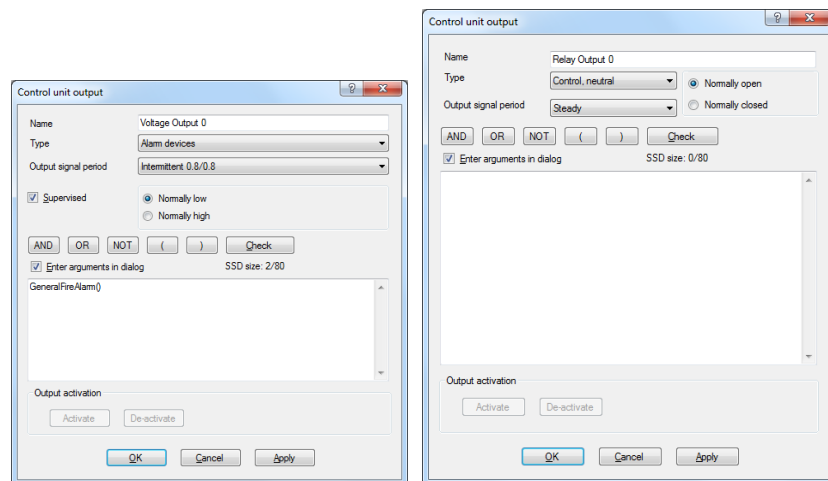 Control unit output
Name Voltage Output 0
Type Alarm devices
Output signal period Intermittent 0.8/0.8
Supervised Normally low
Normally high
AND OR NOT ( ) Check
Enter arguments in dialog SSD size: 2/80
GeneralFireAlarm()
Output activation
Activate De-activate
OK Cancel Apply
Control unit output
Name Relay Output 0
Type Control, neutral Normally open
Output signal period Steady Normally closed
AND OR NOT ( ) Check
Enter arguments in dialog SSD size: 0/80
Output activation
Activate De-activate
OK Cancel Apply